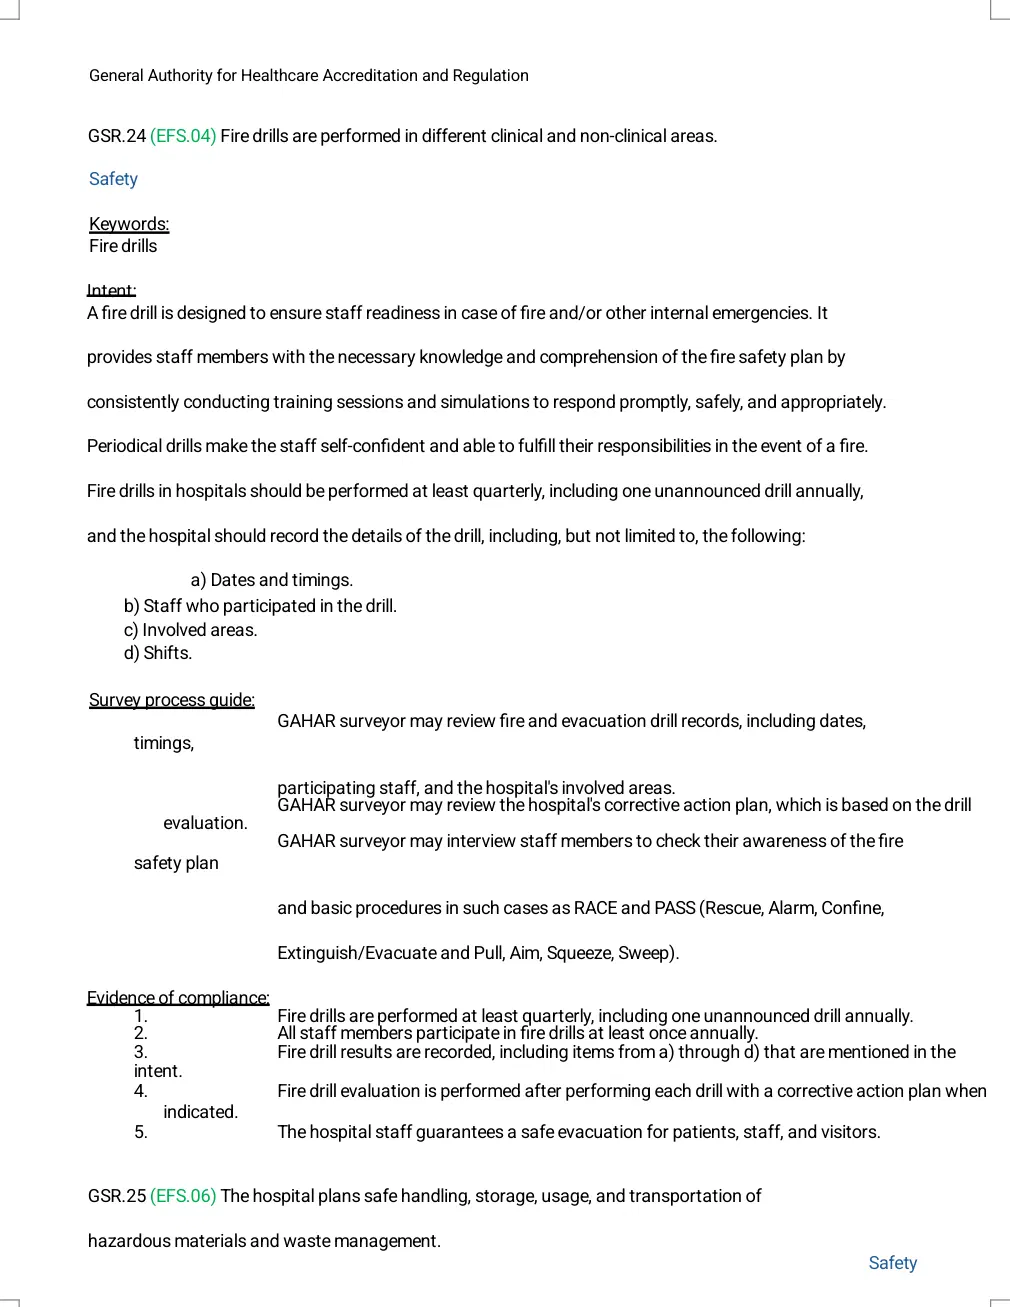 General Authority for Healthcare Accreditation and Regulation
GSR.24 (EFS.04) Fire drills are performed in different clinical and non-clinical areas.
Safety
Keywords:
Fire drills
Intent:
A fire drill is designed to ensure staff readiness in case of fire and/or other internal emergencies. It
provides staff members with the necessary knowledge and comprehension of the fire safety plan by
consistently conducting training sessions and simulations to respond promptly, safely, and appropriately.
Periodical drills make the staff self-confident and able to fulfill their responsibilities in the event of a fire.
Fire drills in hospitals should be performed at least quarterly, including one unannounced drill annually,
and the hospital should record the details of the drill, including, but not limited to, the following:
a) Dates and timings.
b) Staff who participated in the drill.
c) Involved areas.
d) Shifts.
Survey process guide:
GAHAR surveyor may review fire and evacuation drill records, including dates,
timings,
participating staff, and the hospital's involved areas.
GAHAR surveyor may review the hospital's corrective action plan, which is based on the drill
evaluation.
GAHAR surveyor may interview staff members to check their awareness of the fire
safety plan
and basic procedures in such cases as RACE and PASS (Rescue, Alarm, Confine,
Extinguish/Evacuate and Pull, Aim, Squeeze, Sweep).
Evidence of compliance:
1. Fire drills are performed at least quarterly, including one unannounced drill annually.
2. All staff members participate in fire drills at least once annually.
3. Fire drill results are recorded, including items from a) through d) that are mentioned in the
intent.
4. Fire drill evaluation is performed after performing each drill with a corrective action plan when
indicated.
5. The hospital staff guarantees a safe evacuation for patients, staff, and visitors.
GSR.25 (EFS.06) The hospital plans safe handling, storage, usage, and transportation of
hazardous materials and waste management.
Safety